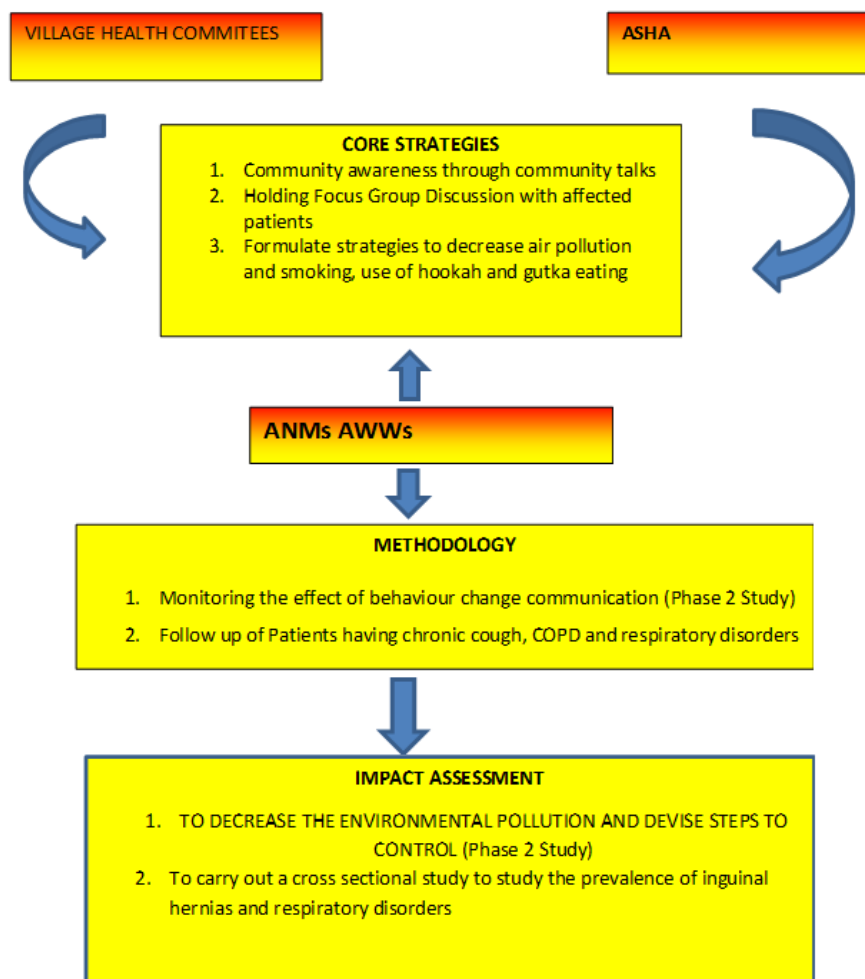 VILLAGE HEALTH COMMITEES
ASHA
CORE STRATEGIES
1. Community awareness through community talks
2. Holding Focus Group Discussion with affected
patients
3. Formulate strategies to decrease air pollution
and smoking, use of hookah and gutka eating
ANMs AWWs
METHODOLOGY
1. Monitoring the effect of behaviour change communication (Phase 2 Study)
2. Follow up of Patients having chronic cough, COPD and respiratory disorders
IMPACT ASSESSMENT
1. TO DECREASE THE ENVIRONMENTAL POLLUTION AND DEVISE STEPS TO
CONTROL (Phase 2 Study)
2. To carry out a cross sectional study to study the prevalence of inguinal
hernias and respiratory disorders